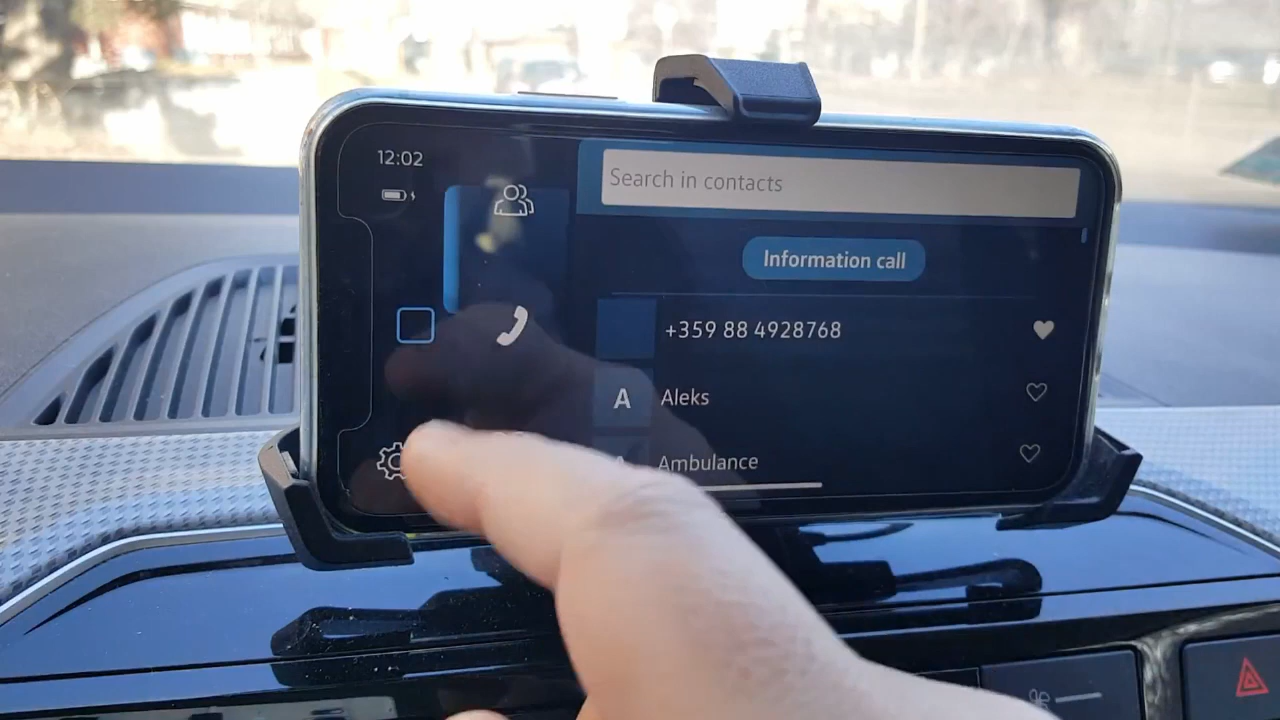 12:02
Search in contacts
Information call
+359 88 4928768
A Aleks
Ambulance